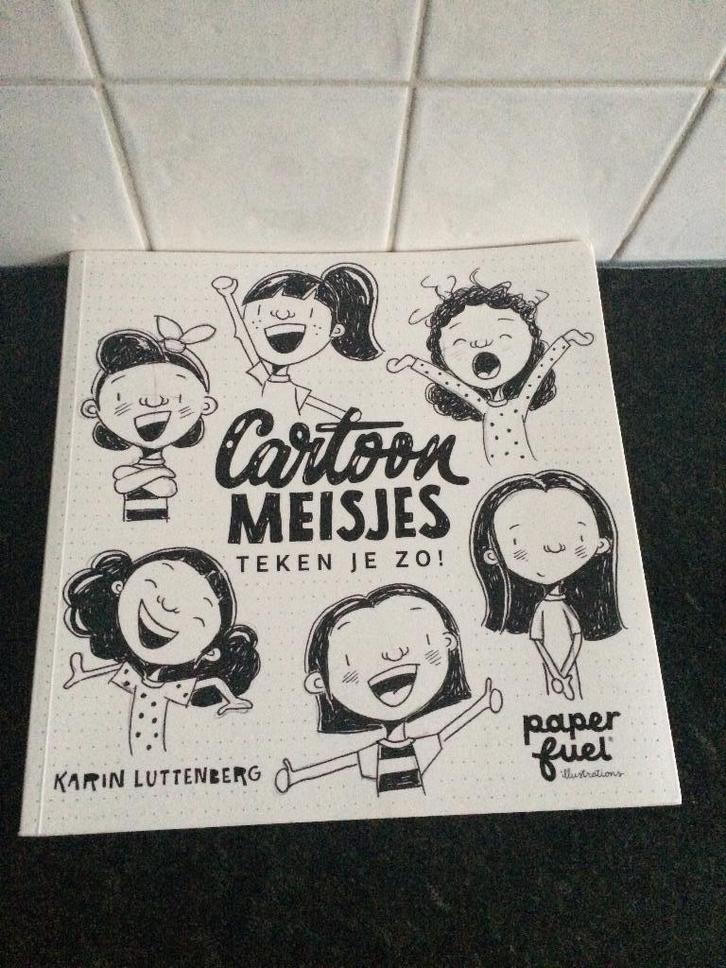 Cartoon
MEISJES
TEKEN JE ZO!
KARIN LUTTENBERG
paper
fuel
illustrations